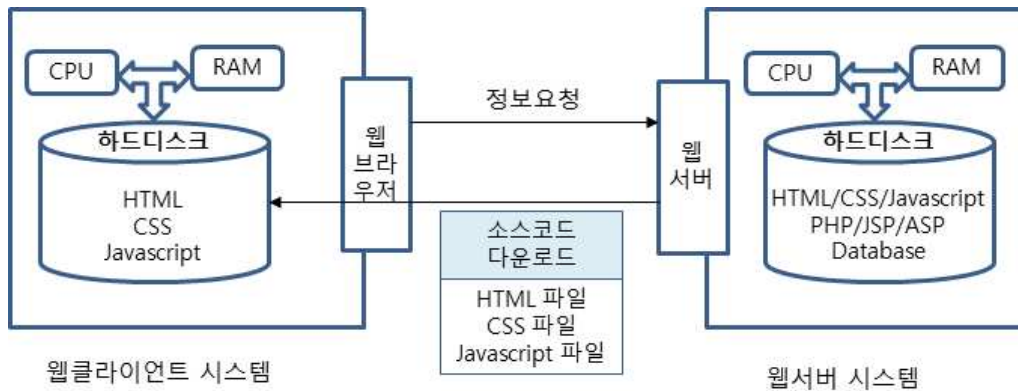 CPU
RAM
하드디스크
HTML
CSS
Javascript
웹
브라
우저
정보요청
소스코드
다운로드
HTML 파일
CSS 파일
Javascript 파일
웹
서버
CPU
RAM
하드디스크
HTML/CSS/Javascript
PHP/JSP/ASP
Database
웹클라이언트 시스템
웹서버 시스템